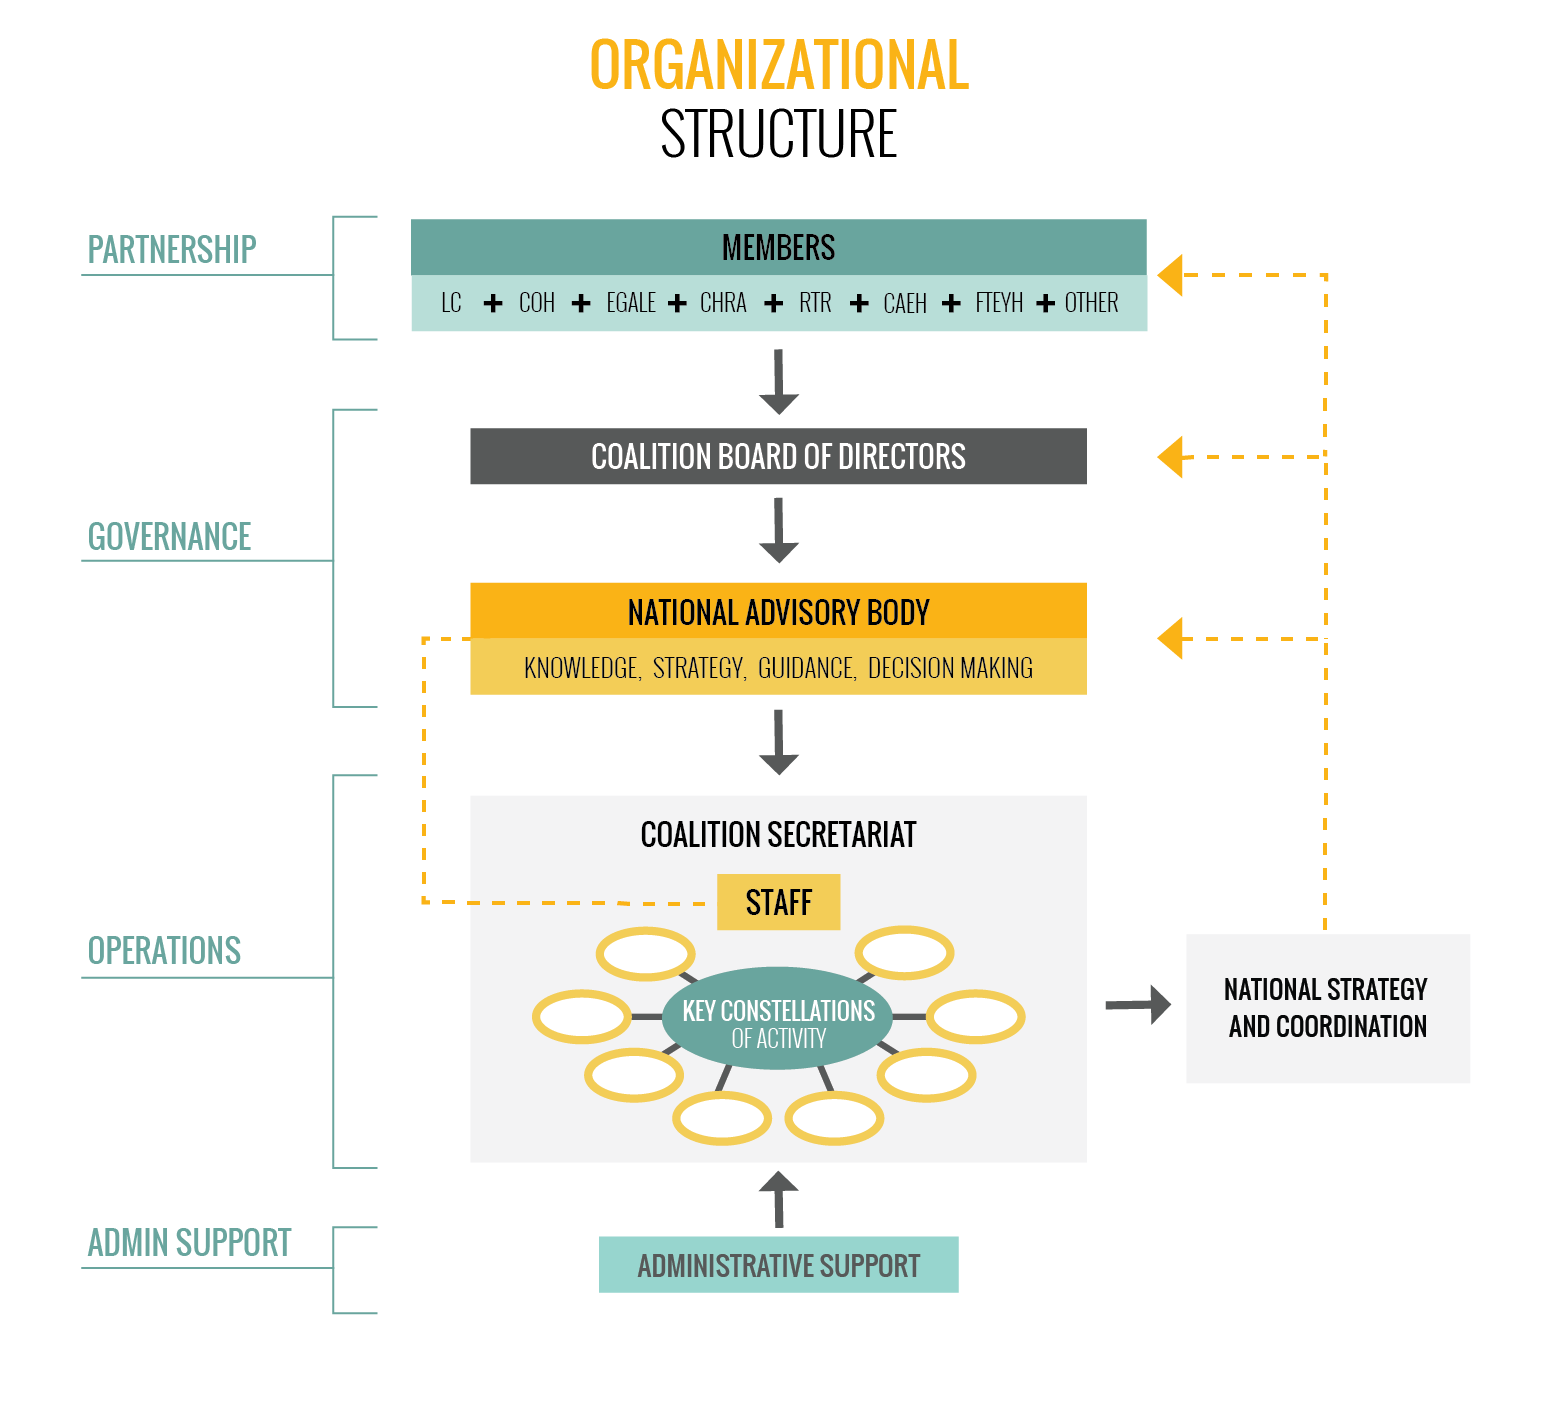 ORGANIZATIONAL
STRUCTURE
PARTNERSHIP
MEMBERS
LC + COH + EGALE + CHRA + RTR + CAEH + FTEYH + OTHER
GOVERNANCE
COALITION BOARD OF DIRECTORS
NATIONAL ADVISORY BODY
KNOWLEDGE, STRATEGY, GUIDANCE, DECISION MAKING
OPERATIONS
COALITION SECRETARIAT
STAFF
KEY CONSTELLATIONS
OF ACTIVITY
NATIONAL STRATEGY
AND COORDINATION
ADMIN SUPPORT
ADMINISTRATIVE SUPPORT